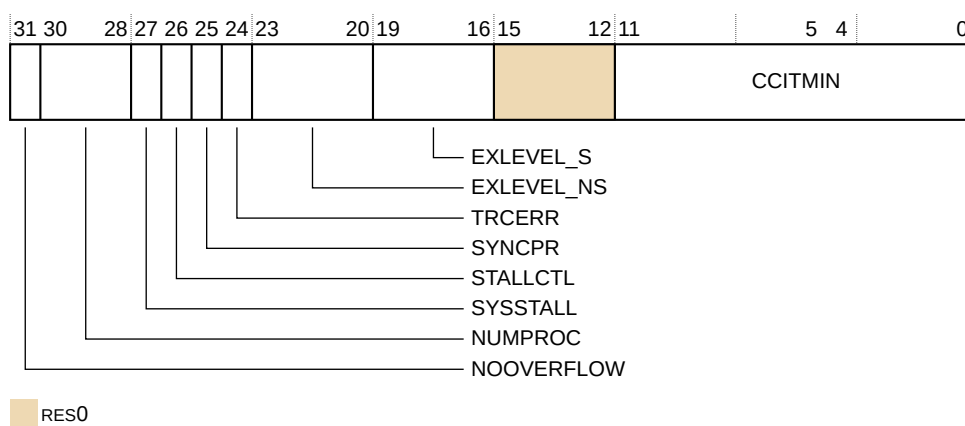 31 30 28 27 26 25 24 23 20 19 16 15 12 11 5 4 0
CCITMIN
EXLEVEL_S
EXLEVEL_NS
TRCERR
SYNCPR
STALLCTL
SYSSTALL
NUMPROC
NOOVERFLOW
RES0